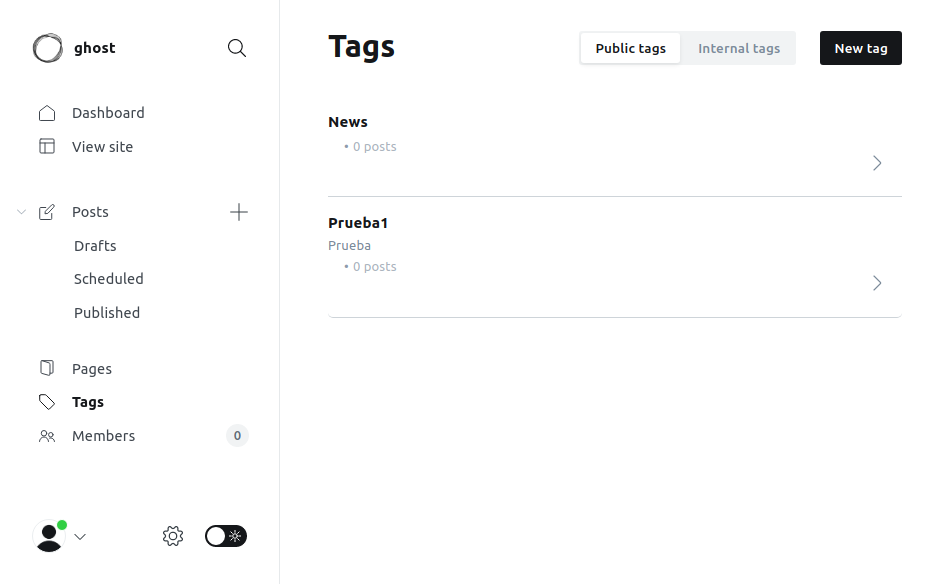 ghost
Dashboard
View site
Posts
Drafts
Scheduled
Published
Pages
Tags
Members 0
Tags
Public tags Internal tags New tag
News
• 0 posts
Prueba1
Prueba
• 0 posts